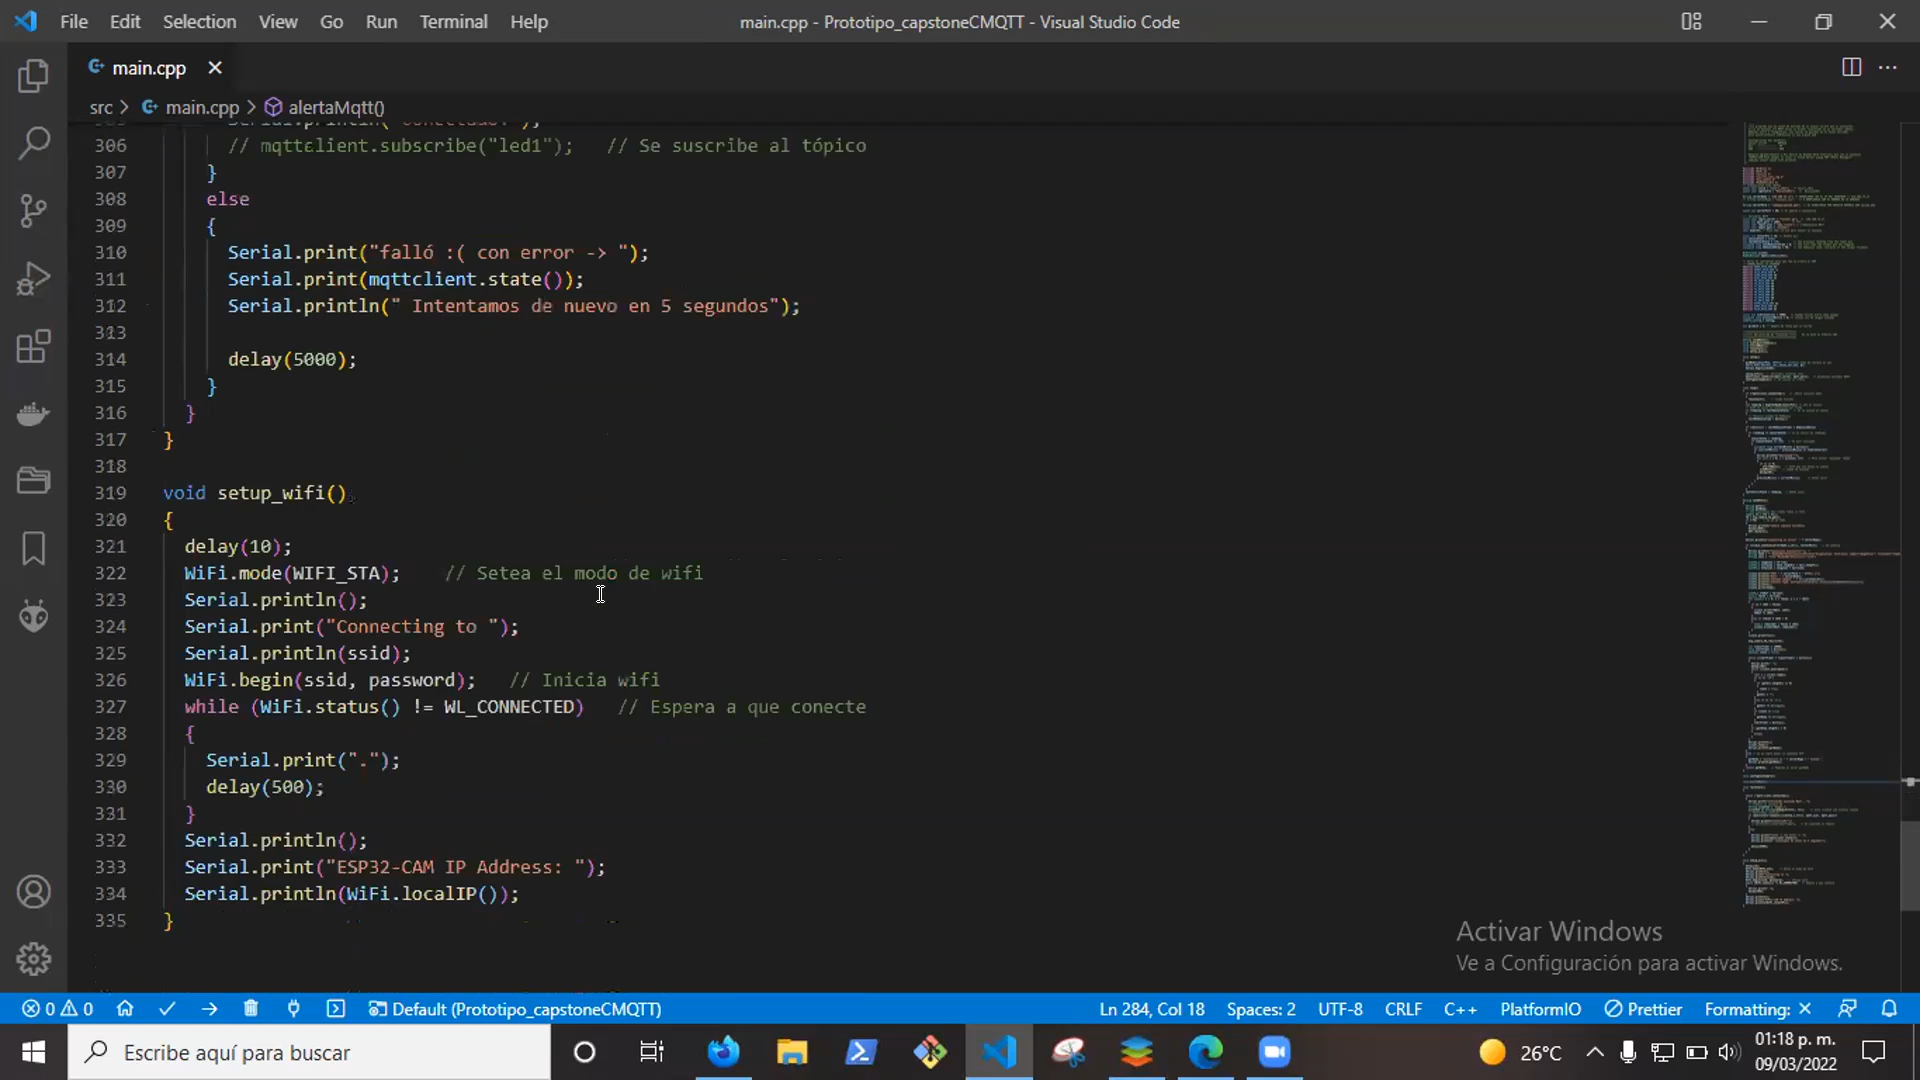 File Edit Selection View Go Run Terminal Help
main.cpp - Prototipo_capstoneCMQTT - Visual Studio Code
main.cpp
src > main.cpp > alertaMqtt()
306 // mqttclient.subscribe("led1");   // Se suscribe al tópico
307 }
308 else
309 {
310 Serial.print("falló :( con error -> ");
311 Serial.print(mqttclient.state());
312 Serial.println(" Intentamos de nuevo en 5 segundos");
313
314 delay(5000);
315 }
316 }
317 }
318
319 void setup_wifi()
320 {
321 delay(10);
322 WiFi.mode(WIFI_STA);    // Setea el modo de wifi
323 Serial.println();
324 Serial.print("Connecting to ");
325 Serial.println(ssid);
326 WiFi.begin(ssid, password);   // Inicia wifi
327 while (WiFi.status() != WL_CONNECTED)   // Espera a que conecte
328 {
329 Serial.print(".");
330 delay(500);
331 }
332 Serial.println();
333 Serial.print("ESP32-CAM IP Address: ");
334 Serial.println(WiFi.localIP());
335 }
Activar Windows
Ve a Configuración para activar Windows.
0 0 Default (Prototipo_capstoneCMQTT) Ln 284, Col 18 Spaces: 2 UTF-8 CRLF C++ PlatformIO Prettier Formatting: ×
Escribe aquí para buscar
26°C
01:18 p. m.
09/03/2022